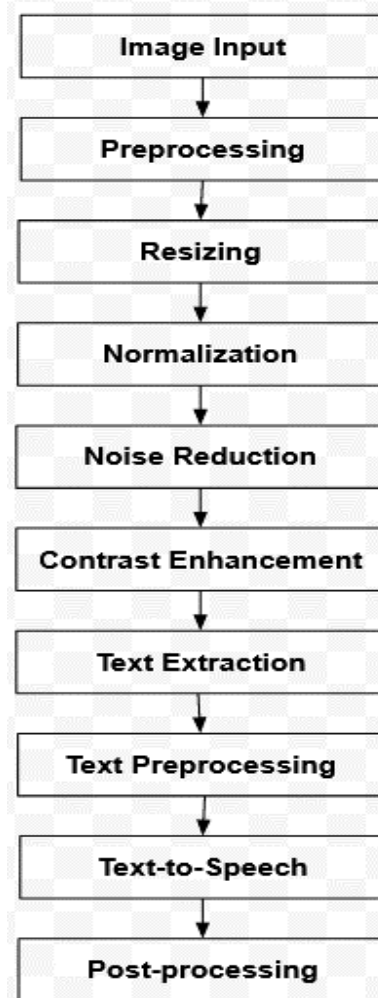 Image Input
Preprocessing
Resizing
Normalization
Noise Reduction
Contrast Enhancement
Text Extraction
Text Preprocessing
Text-to-Speech
Post-processing